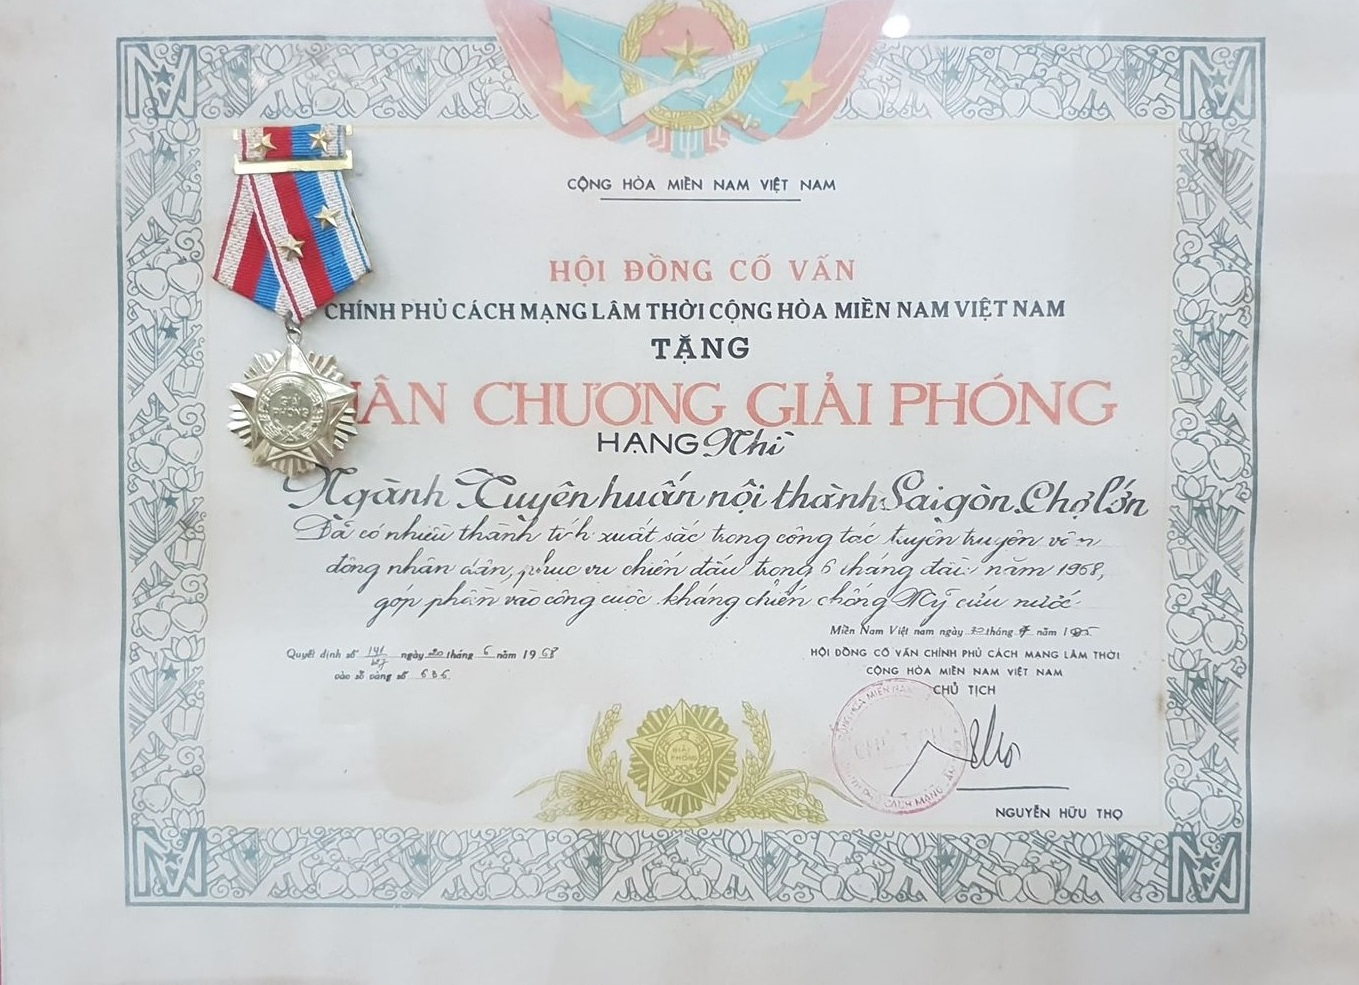 CỘNG HÒA MIỀN NAM VIỆT NAM
HỘI ĐỒNG CỐ VẤN
CHÍNH PHỦ CÁCH MẠNG LÂM THỜI CỘNG HÒA MIỀN NAM VIỆT NAM
TẶNG
HUÂN CHƯƠNG GIẢI PHÓNG
HẠNG Nhì
GIẢI PHÓNG
Ngành Tuyên huấn nội thành Saigòn Chợ lớn
Đã có nhiều thành tích xuất sắc trong công tác tuyên truyền vận
động nhân dân, phục vụ chiến đấu trong 6 tháng đầu năm 1968,
góp phần vào công cuộc kháng chiến chống Mỹ cứu nước
Miền Nam Việt nam ngày tháng năm
Quyết định số ngày 20 tháng 6 năm 1968
HỘI ĐỒNG CỐ VẤN CHÍNH PHỦ CÁCH MẠNG LÂM THỜI
CỘNG HÒA MIỀN NAM VIỆT NAM
vào sổ vàng số
CHỦ TỊCH
GIẢI PHÓNG
NGUYỄN HỮU THỌ